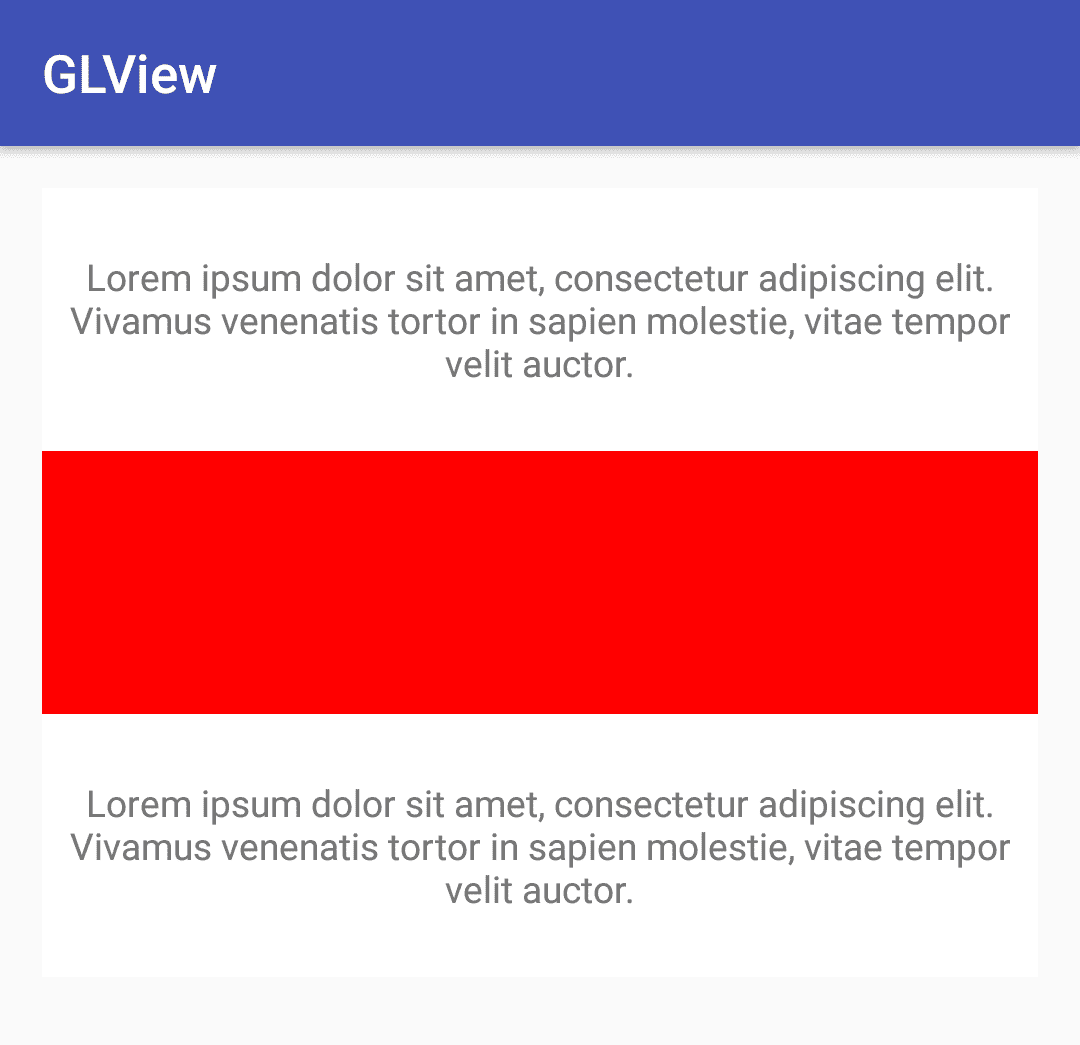 GLView
Lorem ipsum dolor sit amet, consectetur adipiscing elit.
Vivamus venenatis tortor in sapien molestie, vitae tempor
velit auctor.
Lorem ipsum dolor sit amet, consectetur adipiscing elit.
Vivamus venenatis tortor in sapien molestie, vitae tempor
velit auctor.